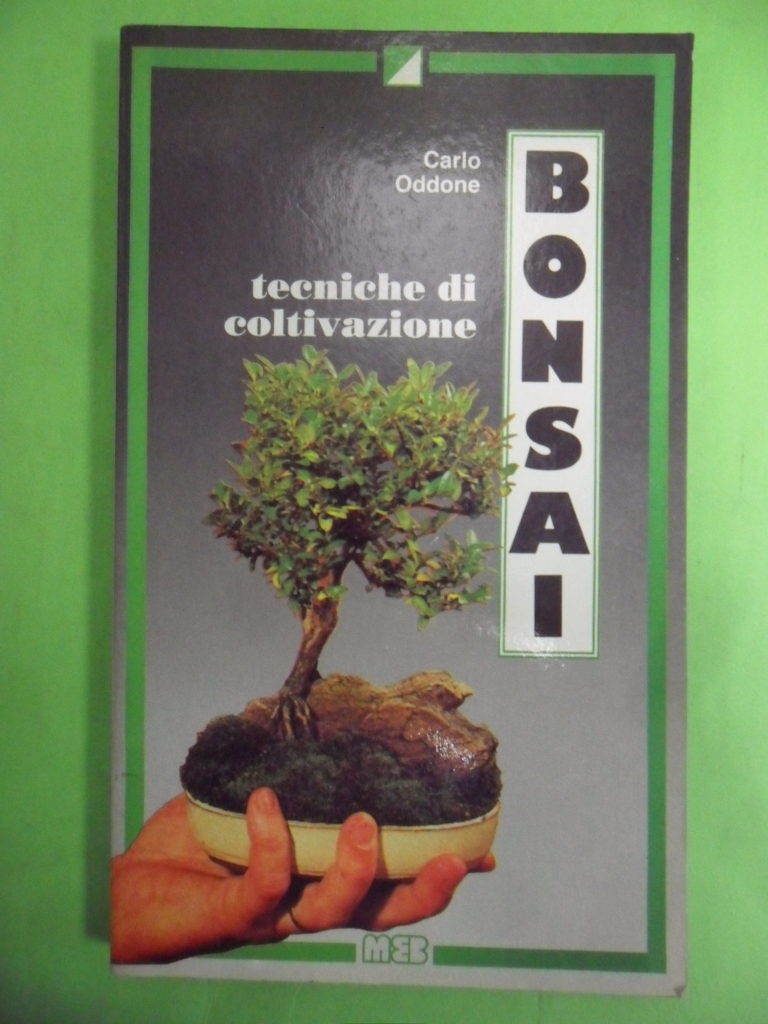 Carlo
Oddone
BONSAI
tecniche di
coltivazione
MEB